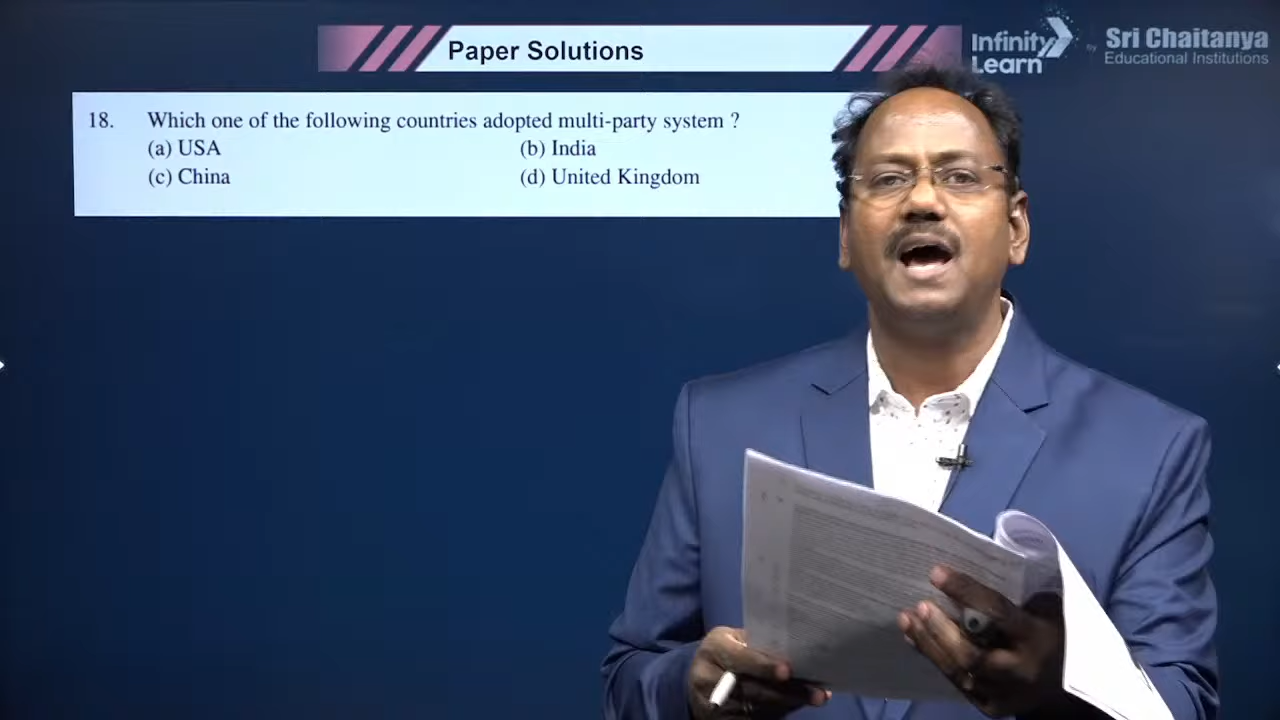 Paper Solutions
Infinity
Learn
by
Sri Chaitanya
Educational Institutions
18. Which one of the following countries adopted multi-party system ?
(a) USA (b) India
(c) China (d) United Kingdom